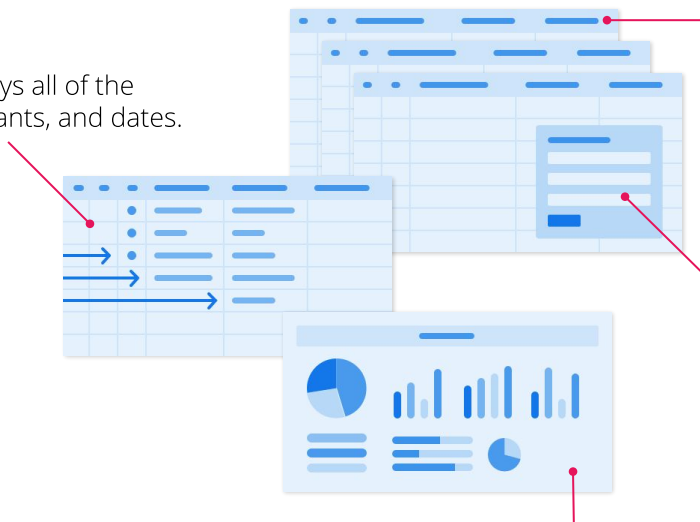 ys all of the
ants, and dates.